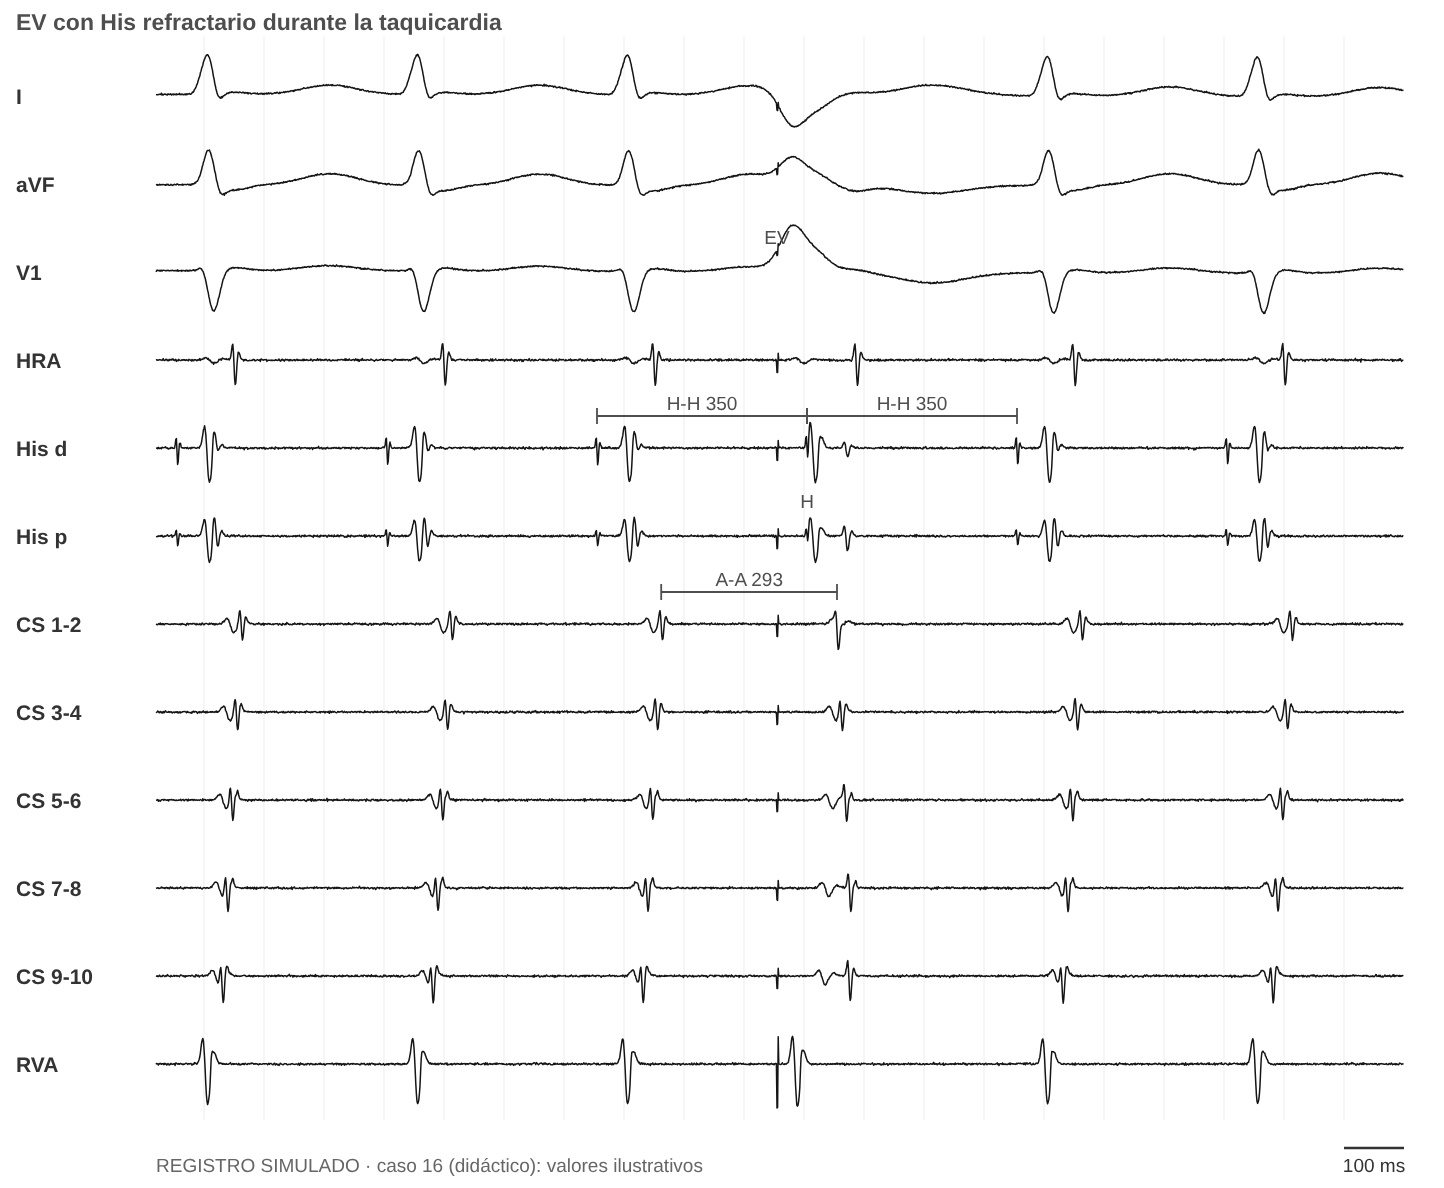 EV con His refractario durante la taquicardia
I
aVF
EV
V1
HRA
H-H 350 H-H 350
His d
H
His p
A-A 293
CS 1-2
CS 3-4
CS 5-6
CS 7-8
CS 9-10
RVA
REGISTRO SIMULADO · caso 16 (didáctico): valores ilustrativos
100 ms